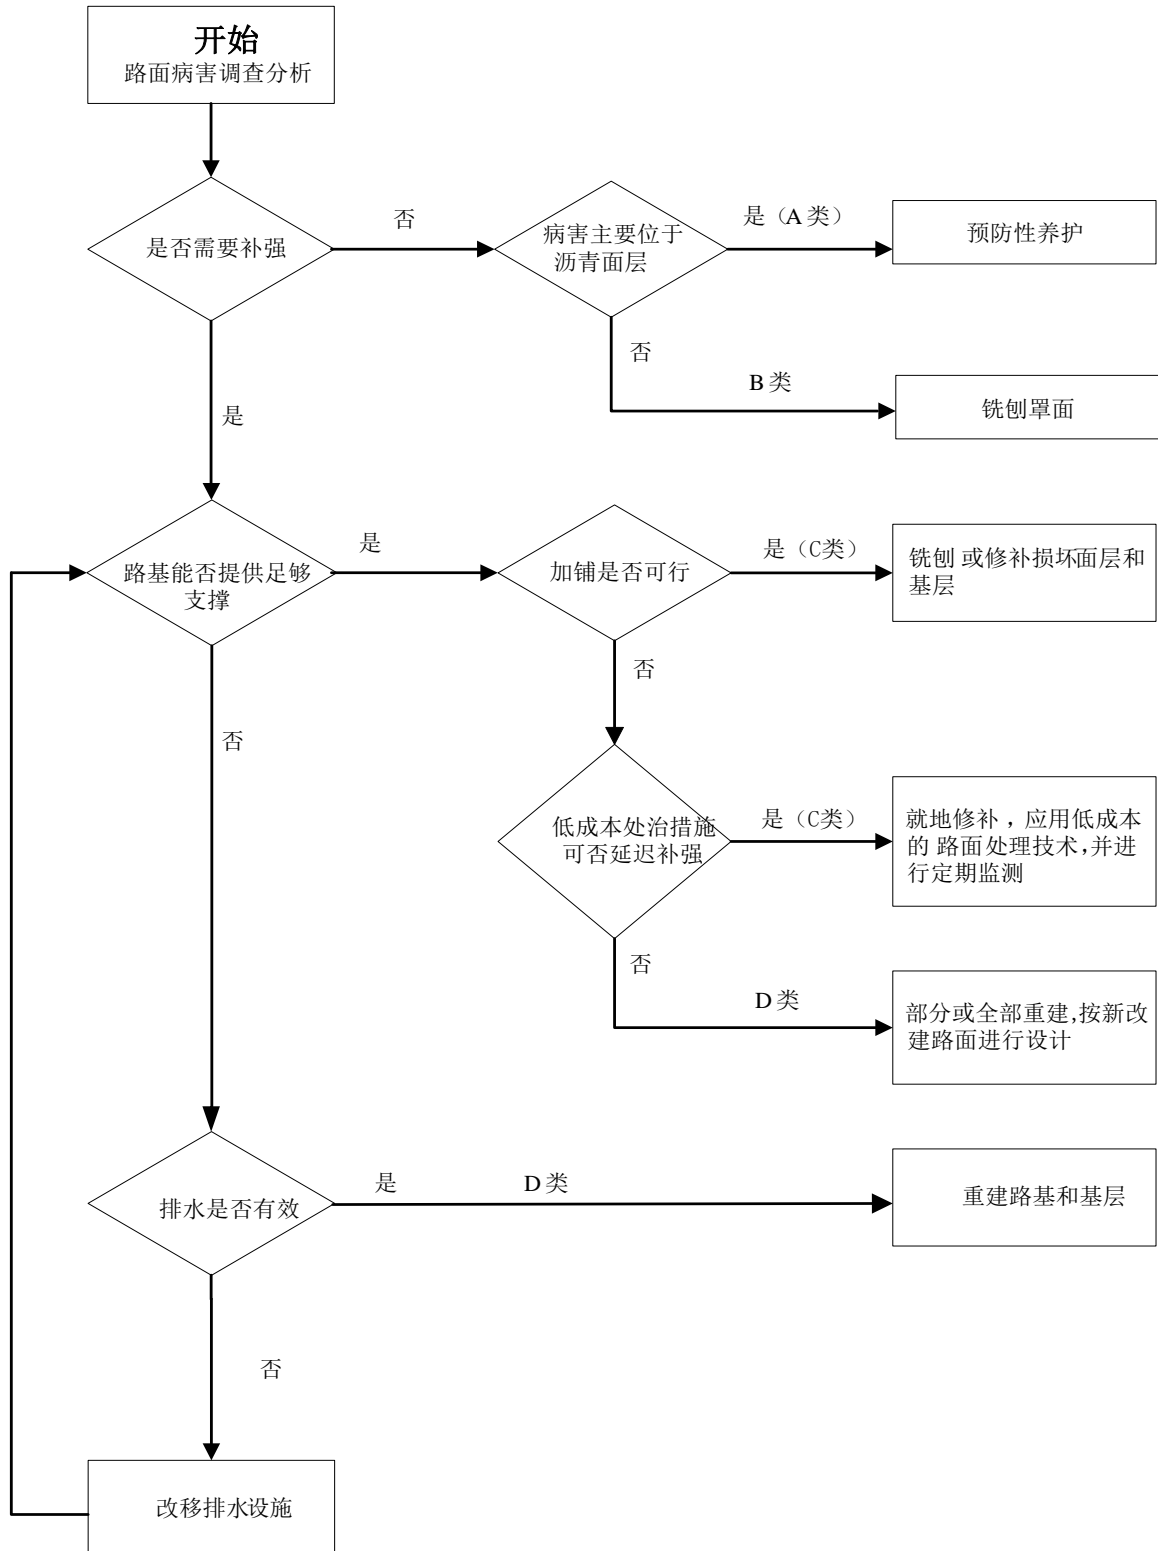 开始
路面病害调查分析
是否需要补强
否
病害主要位于
沥青面层
是（A 类）
预防性养护
否
B 类
铣刨罩面
是
路基能否提供足够
支撑
是
加铺是否可行
是（C类）
铣刨 或修补损坏面层和
基层
否
低成本处治措施
可否延迟补强
是（C类）
就地修补 ，应用低成本
的 路面处理技术,并进
行定期监测
否
D 类
部分或全部重建,按新改
建路面进行设计
否
排水是否有效
是
D 类
重建路基和基层
否
改移排水设施